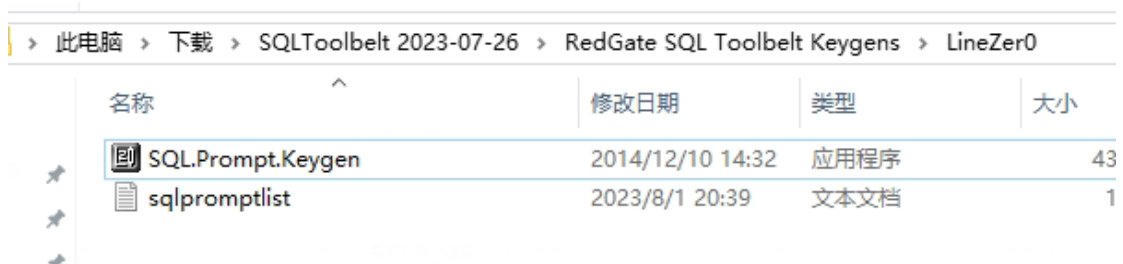 › 此电脑 › 下载 › SQLToolbelt 2023-07-26 › RedGate SQL Toolbelt Keygens › LineZer0
名称 修改日期 类型 大小
SQL.Prompt.Keygen 2014/12/10 14:32 应用程序 43
sqlpromptlist 2023/8/1 20:39 文本文档 1